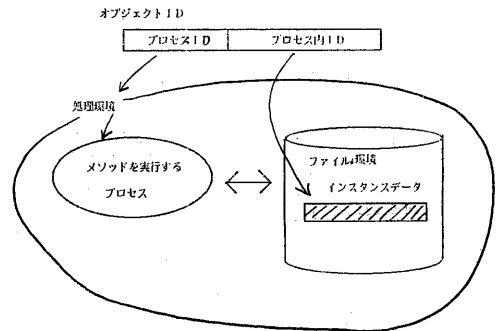 オブジェクトＩＤ
プロセスＩＤ
プロセス内ＩＤ
処理環境
メソッドを実行する
プロセス
ファイル環境
インスタンスデータ